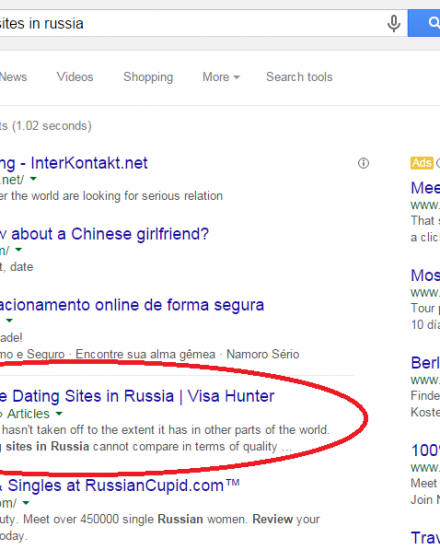 sites in russia
News Videos Shopping More Search tools
ts (1.02 seconds)
ng - InterKontakt.net
.net/
er the world are looking for serious relation
w about a Chinese girlfriend?
m/
t, date
acionamento online de forma segura
ade!
mo e Seguro · Encontre sua alma gêmea · Namoro Sério
e Dating Sites in Russia | Visa Hunter
› Articles
hasn't taken off to the extent it has in other parts of the world.
g sites in Russia cannot compare in terms of quality ...
& Singles at RussianCupid.com™
om/
uty. Meet over 450000 single Russian women. Review your
oday.
Ads
Mee
www.
That s
a click
Mos
www.
Tour p
10 día
Berl
Finde
Koste
100%
www.
Meet
Join N
Trav